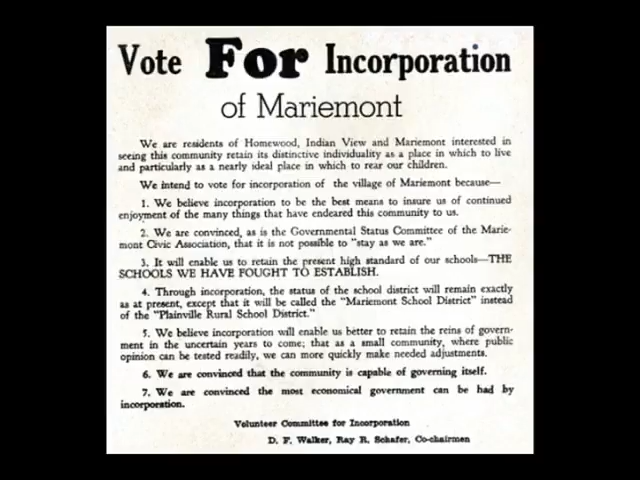 Vote For Incorporation
of Mariemont
We are residents of Homewood, Indian View and Mariemont interested in
seeing this community retain its distinctive individuality as a place in which to live
and particularly as a nearly ideal place in which to rear our children.
We intend to vote for incorporation of the village of Mariemont because—
1. We believe incorporation to be the best means to insure us of continued
enjoyment of the many things that have endeared this community to us.
2. We are convinced, as is the Governmental Status Committee of the Marie-
mont Civic Association, that it is not possible to "stay as we are."
3. It will enable us to retain the present high standard of our schools—THE
SCHOOLS WE HAVE FOUGHT TO ESTABLISH.
4. Through incorporation, the status of the school district will remain exactly
as at present, except that it will be called the "Mariemont School District" instead
of the "Plainville Rural School District."
5. We believe incorporation will enable us better to retain the reins of govern-
ment in the uncertain years to come; that as a small community, where public
opinion can be tested readily, we can more quickly make needed adjustments.
6. We are convinced that the community is capable of governing itself.
7. We are convinced the most economical government can be had by
incorporation.
Volunteer Committee for Incorporation
D. F. Walker, Ray R. Schafer, Co-chairmen